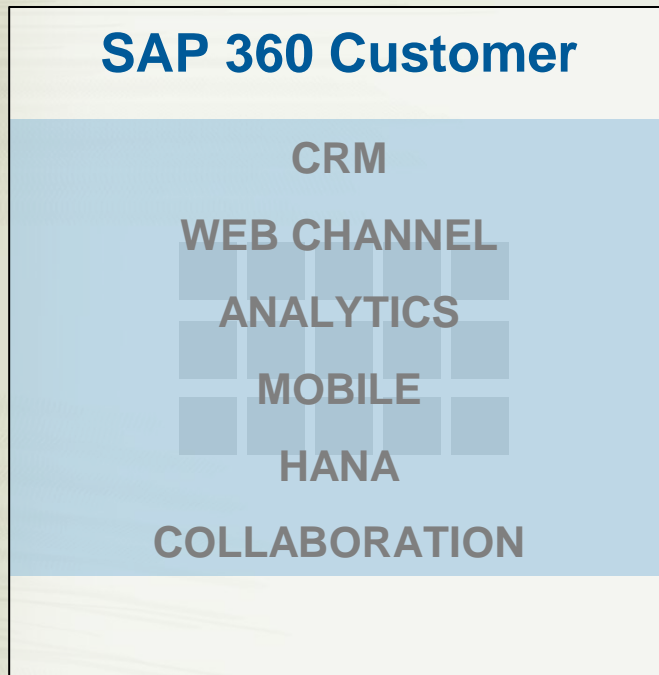 SAP 360 Customer
CRM
WEB CHANNEL
ANALYTICS
MOBILE
HANA
COLLABORATION